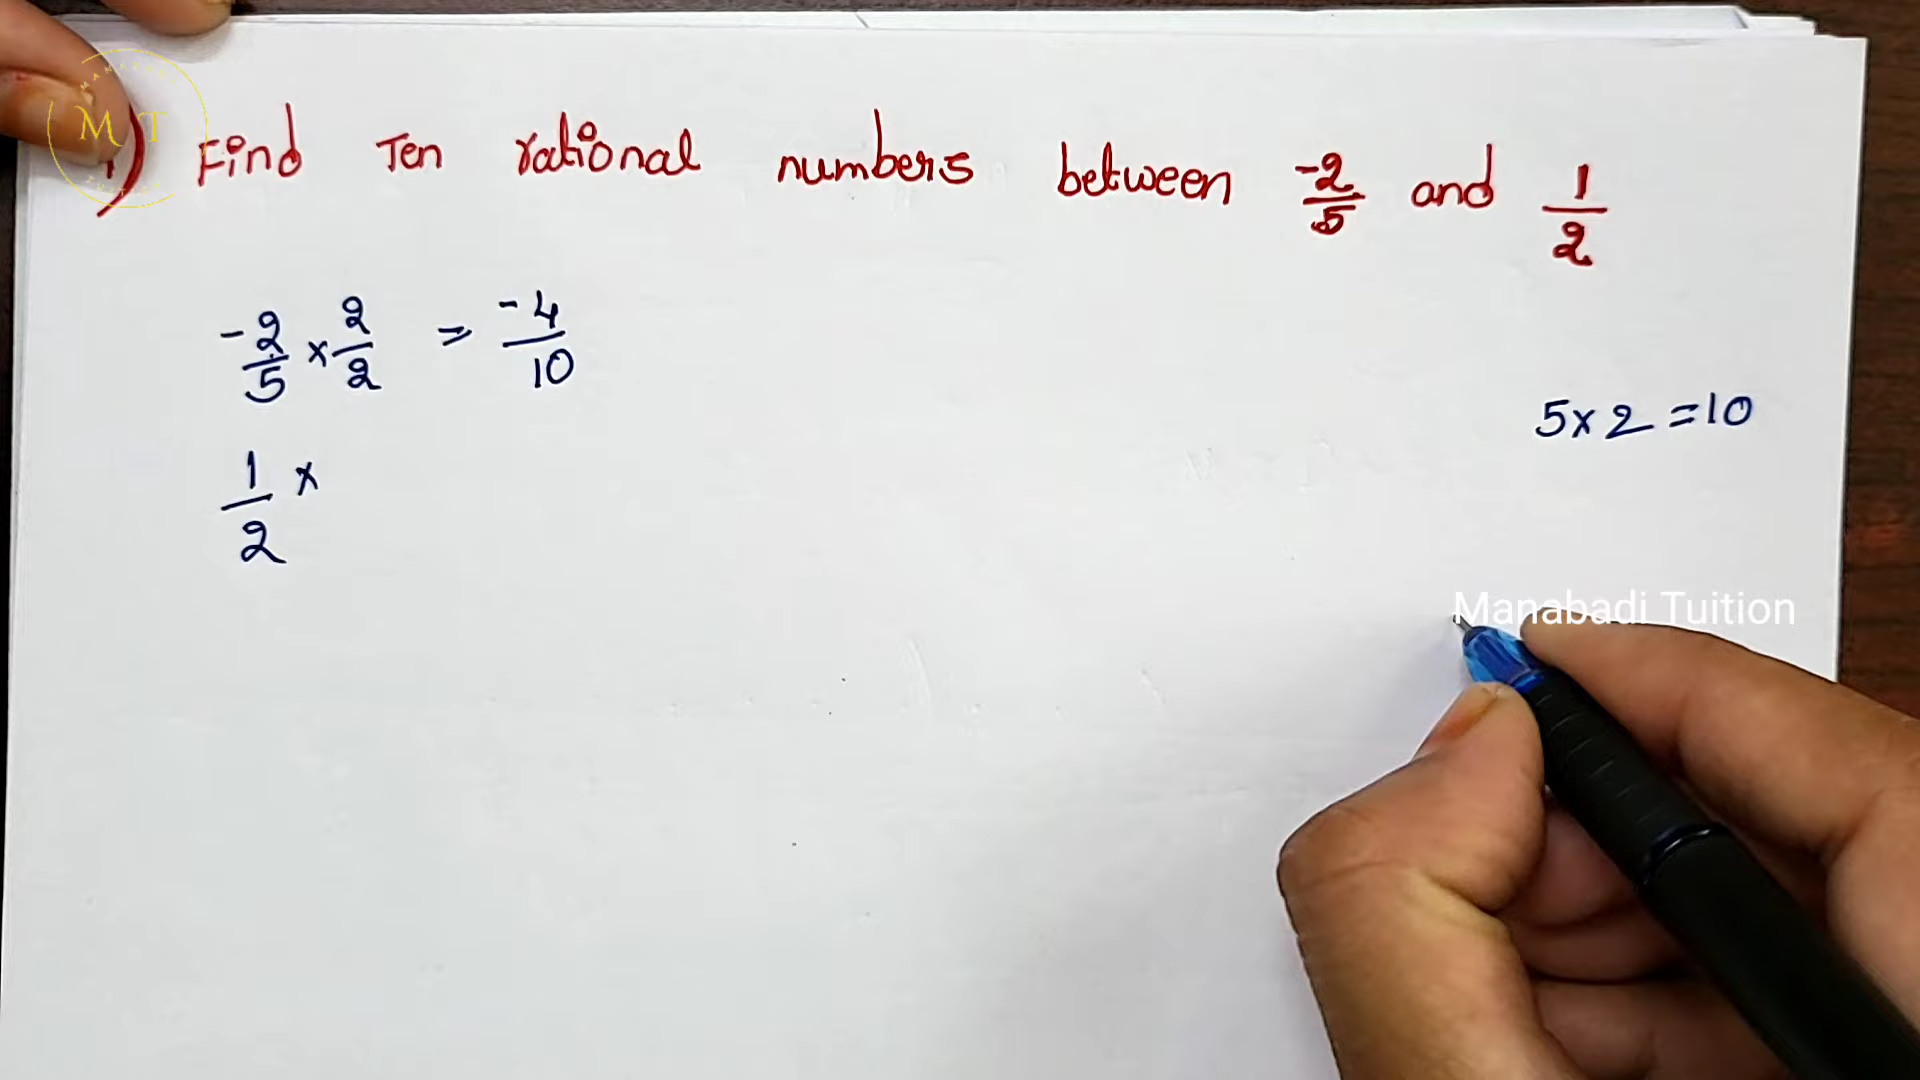 1) Find Ten rational numbers between -2/5 and 1/2
-2/5 × 2/2 = -4/10
5 × 2 = 10
1/2 ×
Manabadi Tuition
M T